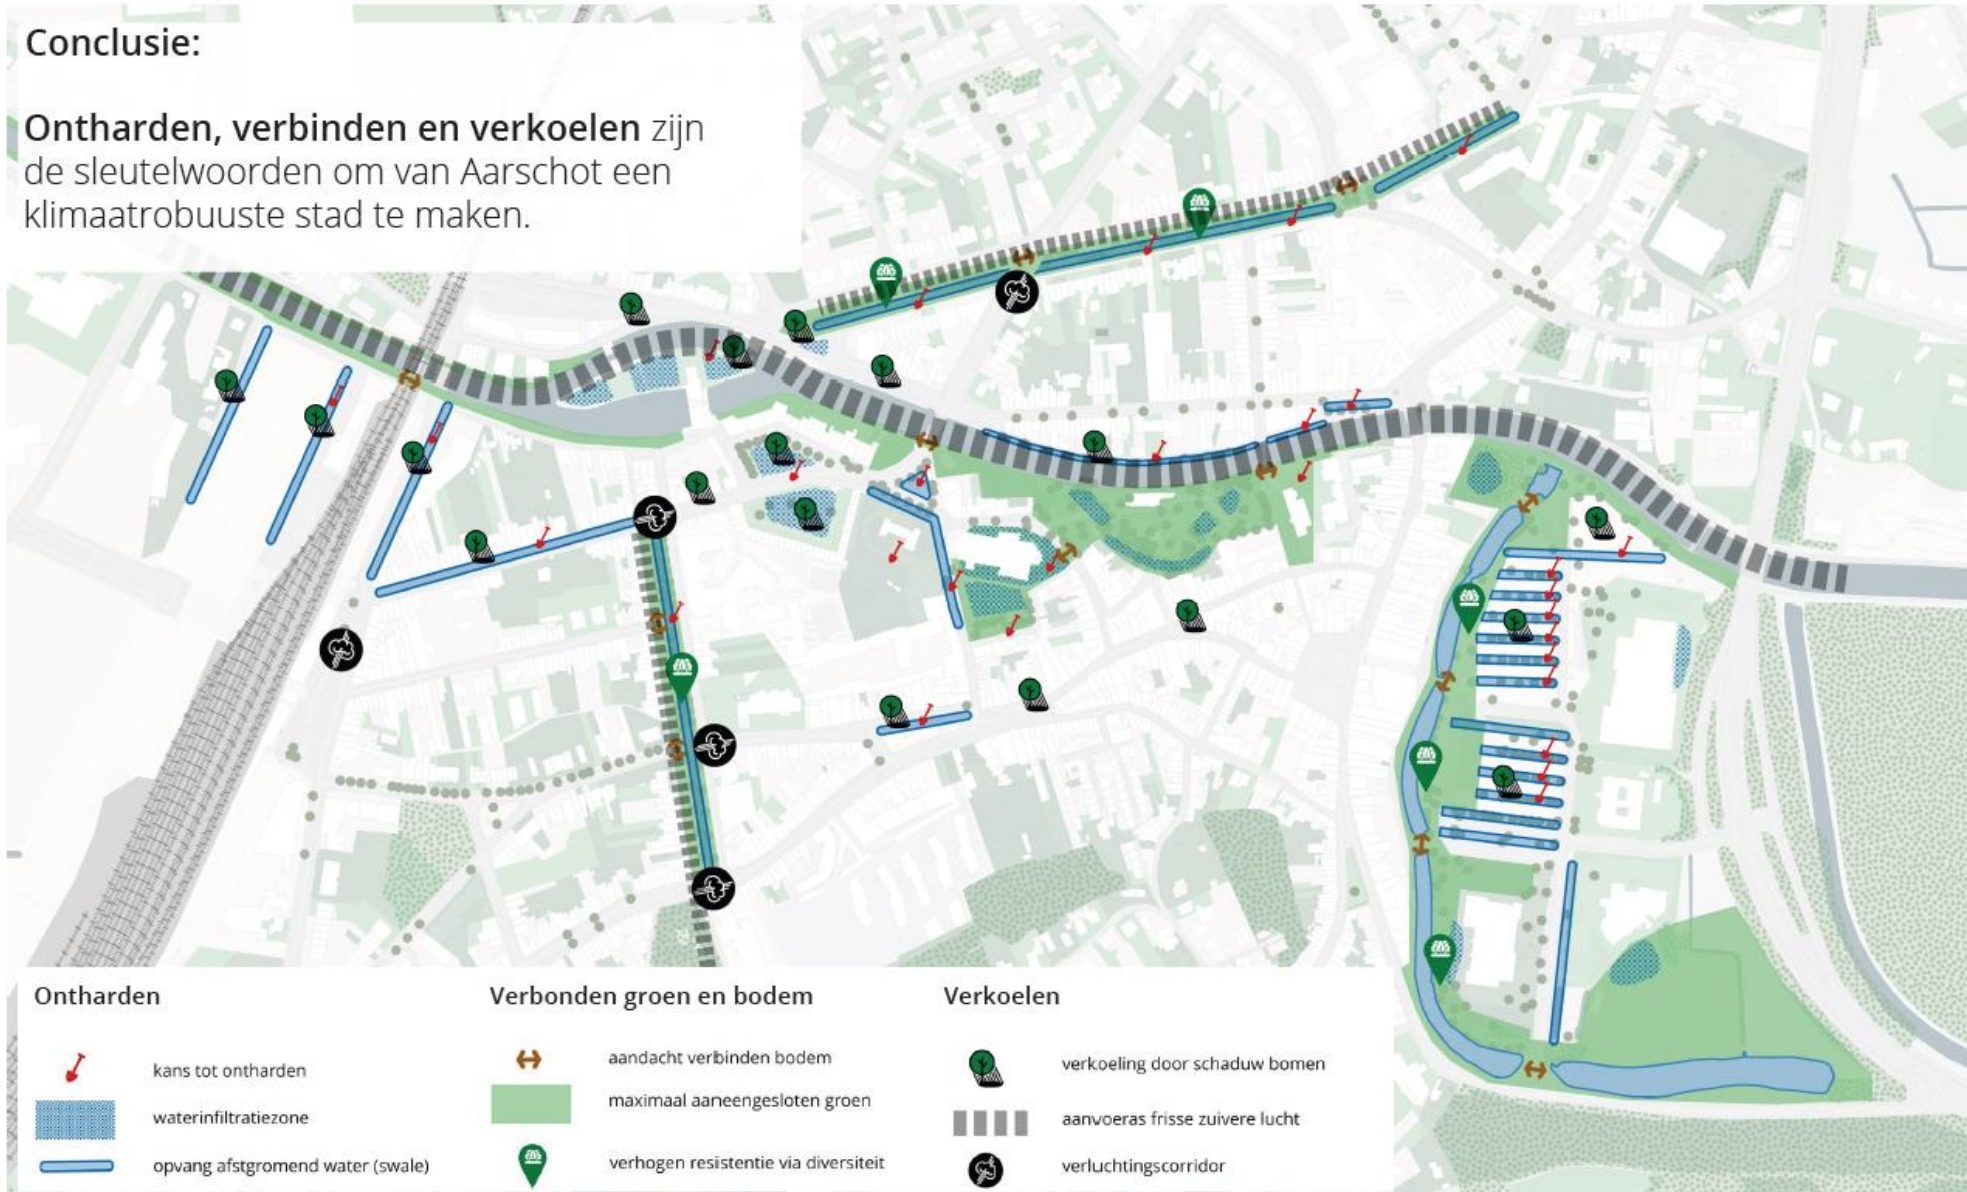 Conclusie:
Ontharden, verbinden en verkoelen zijn
de sleutelwoorden om van Aarschot een
klimaatrobuuste stad te maken.
Ontharden
kans tot ontharden
waterinfiltratiezone
opvang afstgromend water (swale)
Verbonden groen en bodem
aandacht verbinden bodem
maximaal aaneengesloten groen
verhogen resistentie via diversiteit
Verkoelen
verkoeling door schaduw bomen
aanvoeras frisse zuivere lucht
verluchtingscorridor